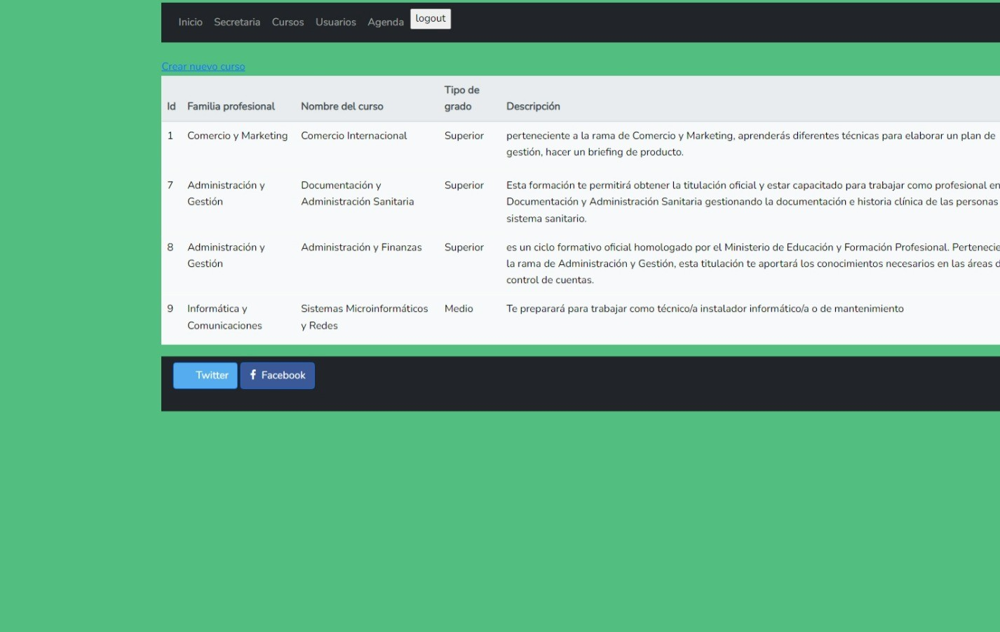 Inicio Secretaria Cursos Usuarios Agenda logout
Crear nuevo curso
Id Familia profesional Nombre del curso Tipo de grado Descripción
1 Comercio y Marketing Comercio Internacional Superior perteneciente a la rama de Comercio y Marketing, aprenderás diferentes técnicas para elaborar un plan de
gestión, hacer un briefing de producto.
7 Administración y Documentación y Superior Esta formación te permitirá obtener la titulación oficial y estar capacitado para trabajar como profesional en
Gestión Administración Sanitaria Documentación y Administración Sanitaria gestionando la documentación e historia clínica de las personas
sistema sanitario.
8 Administración y Administración y Finanzas Superior es un ciclo formativo oficial homologado por el Ministerio de Educación y Formación Profesional. Pertenecie
Gestión la rama de Administración y Gestión, esta titulación te aportará los conocimientos necesarios en las áreas d
control de cuentas.
9 Informática y Sistemas Microinformáticos Medio Te preparará para trabajar como técnico/a instalador informático/a o de mantenimiento
Comunicaciones y Redes
Twitter Facebook